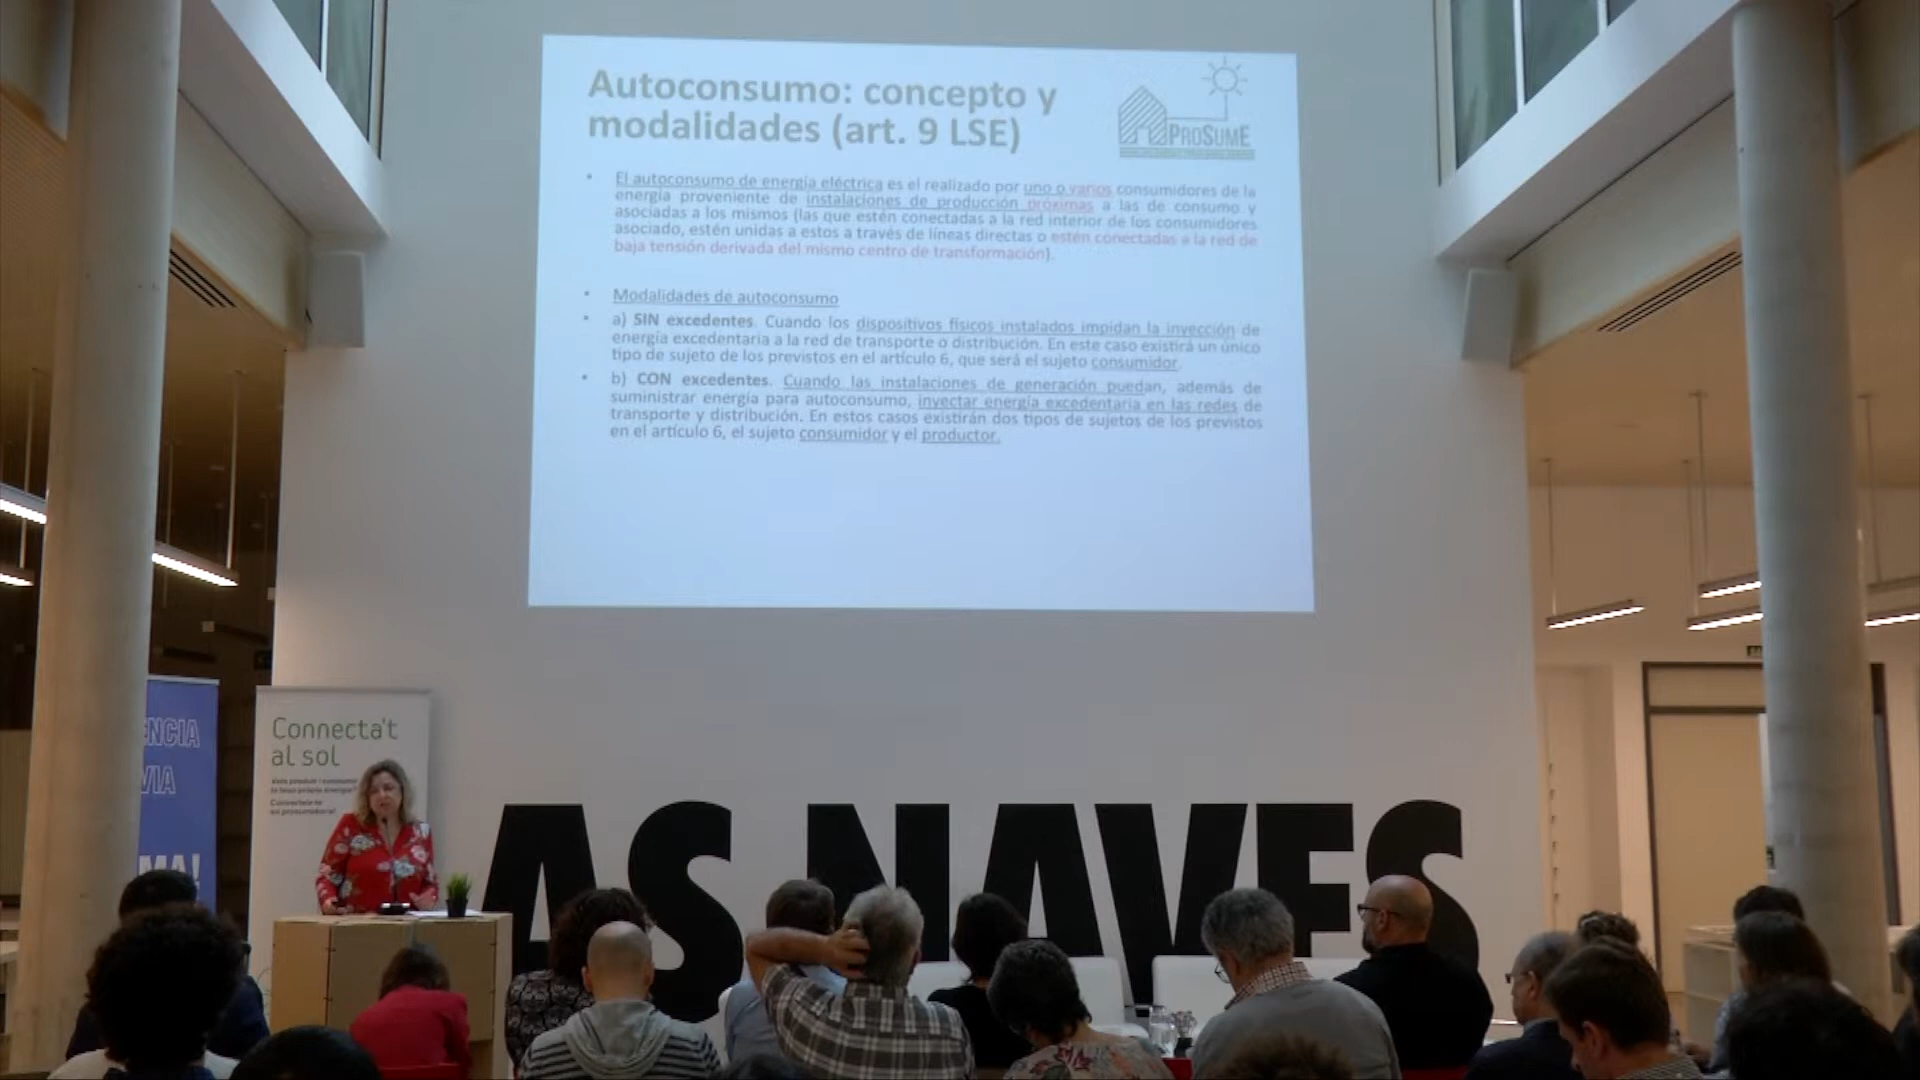 Autoconsumo: concepto y
modalidades (art. 9 LSE)
PROSUME
• El autoconsumo de energía eléctrica es el realizado por uno o varios consumidores de la
energía proveniente de instalaciones de producción próximas a las de consumo y
asociadas a los mismos (las que estén conectadas a la red interior de los consumidores
asociado, estén unidas a estos a través de líneas directas o estén conectadas a la red de
baja tensión derivada del mismo centro de transformación).
• Modalidades de autoconsumo
• a) SIN excedentes. Cuando los dispositivos físicos instalados impidan la inyección de
energía excedentaria a la red de transporte o distribución. En este caso existirá un único
tipo de sujeto de los previstos en el artículo 6, que será el sujeto consumidor.
• b) CON excedentes. Cuando las instalaciones de generación puedan, además de
suministrar energía para autoconsumo, inyectar energía excedentaria en las redes de
transporte y distribución. En estos casos existirán dos tipos de sujetos de los previstos
en el artículo 6, el sujeto consumidor y el productor.
ENCIA
VIA
MA!
Connecta't
al sol
AS NAVES